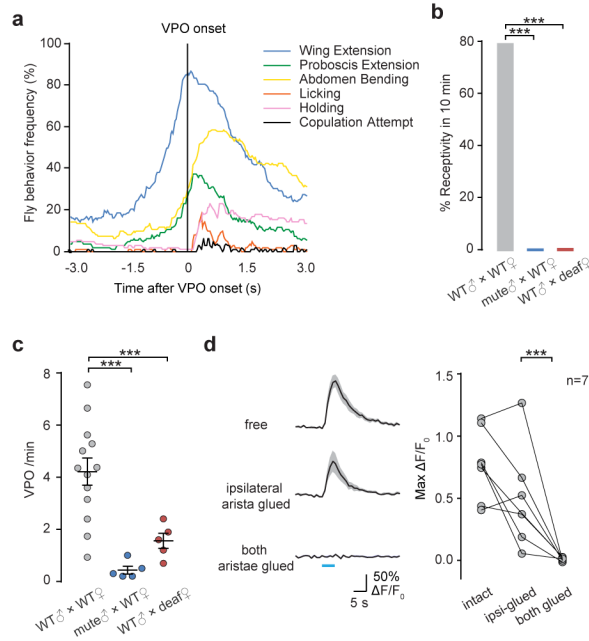 a
VPO onset
Fly behavior frequency (%)
100
80
60
40
20
0
-3.0
-1.5
0
1.5
3.0
Time after VPO onset (s)
Wing Extension
Proboscis Extension
Abdomen Bending
Licking
Holding
Copulation Attempt
b
***
***
% Receptivity in 10 min
80
60
40
20
0
WT♂ × WT♀
mute♂ × WT♀
WT♂ × deaf♀
c
***
***
VPO /min
8
6
4
2
0
WT♂ × WT♀
mute♂ × WT♀
WT♂ × deaf♀
d
free
ipsilateral
arista glued
both
aristae glued
50%
ΔF/F₀
5 s
***
n=7
Max ΔF/F₀
1.5
1.0
0.5
0.0
intact
ipsi-glued
both glued